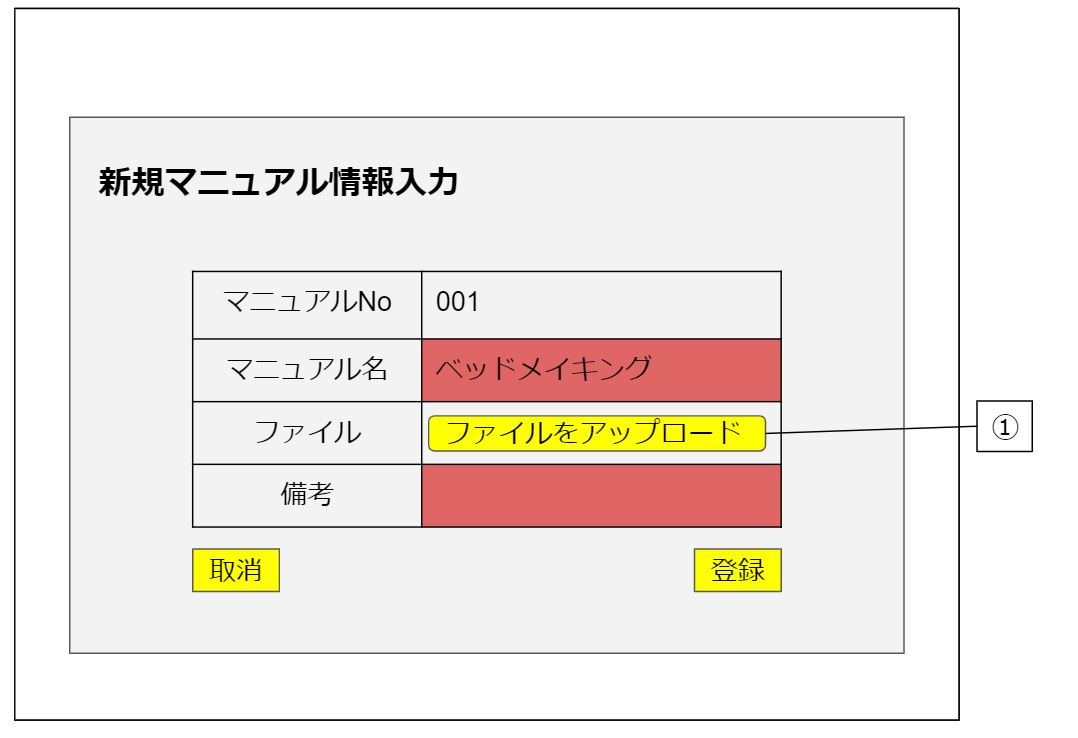 新規マニュアル情報入力
マニュアルNo 001
マニュアル名 ベッドメイキング
ファイル ファイルをアップロード
①
備考
取消 登録